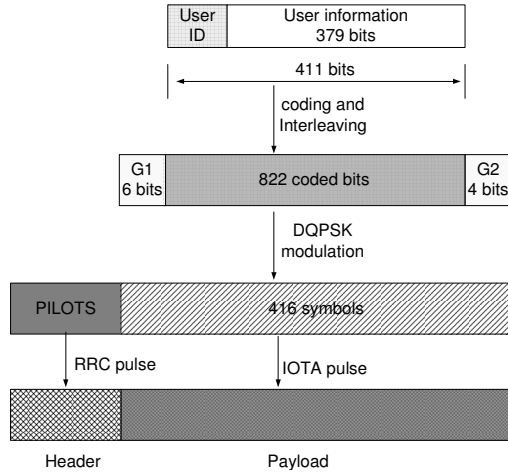 User ID
User information
379 bits
411 bits
coding and
Interleaving
G1
6 bits
822 coded bits
G2
4 bits
DQPSK
modulation
PILOTS
416 symbols
RRC pulse
IOTA pulse
Header
Payload